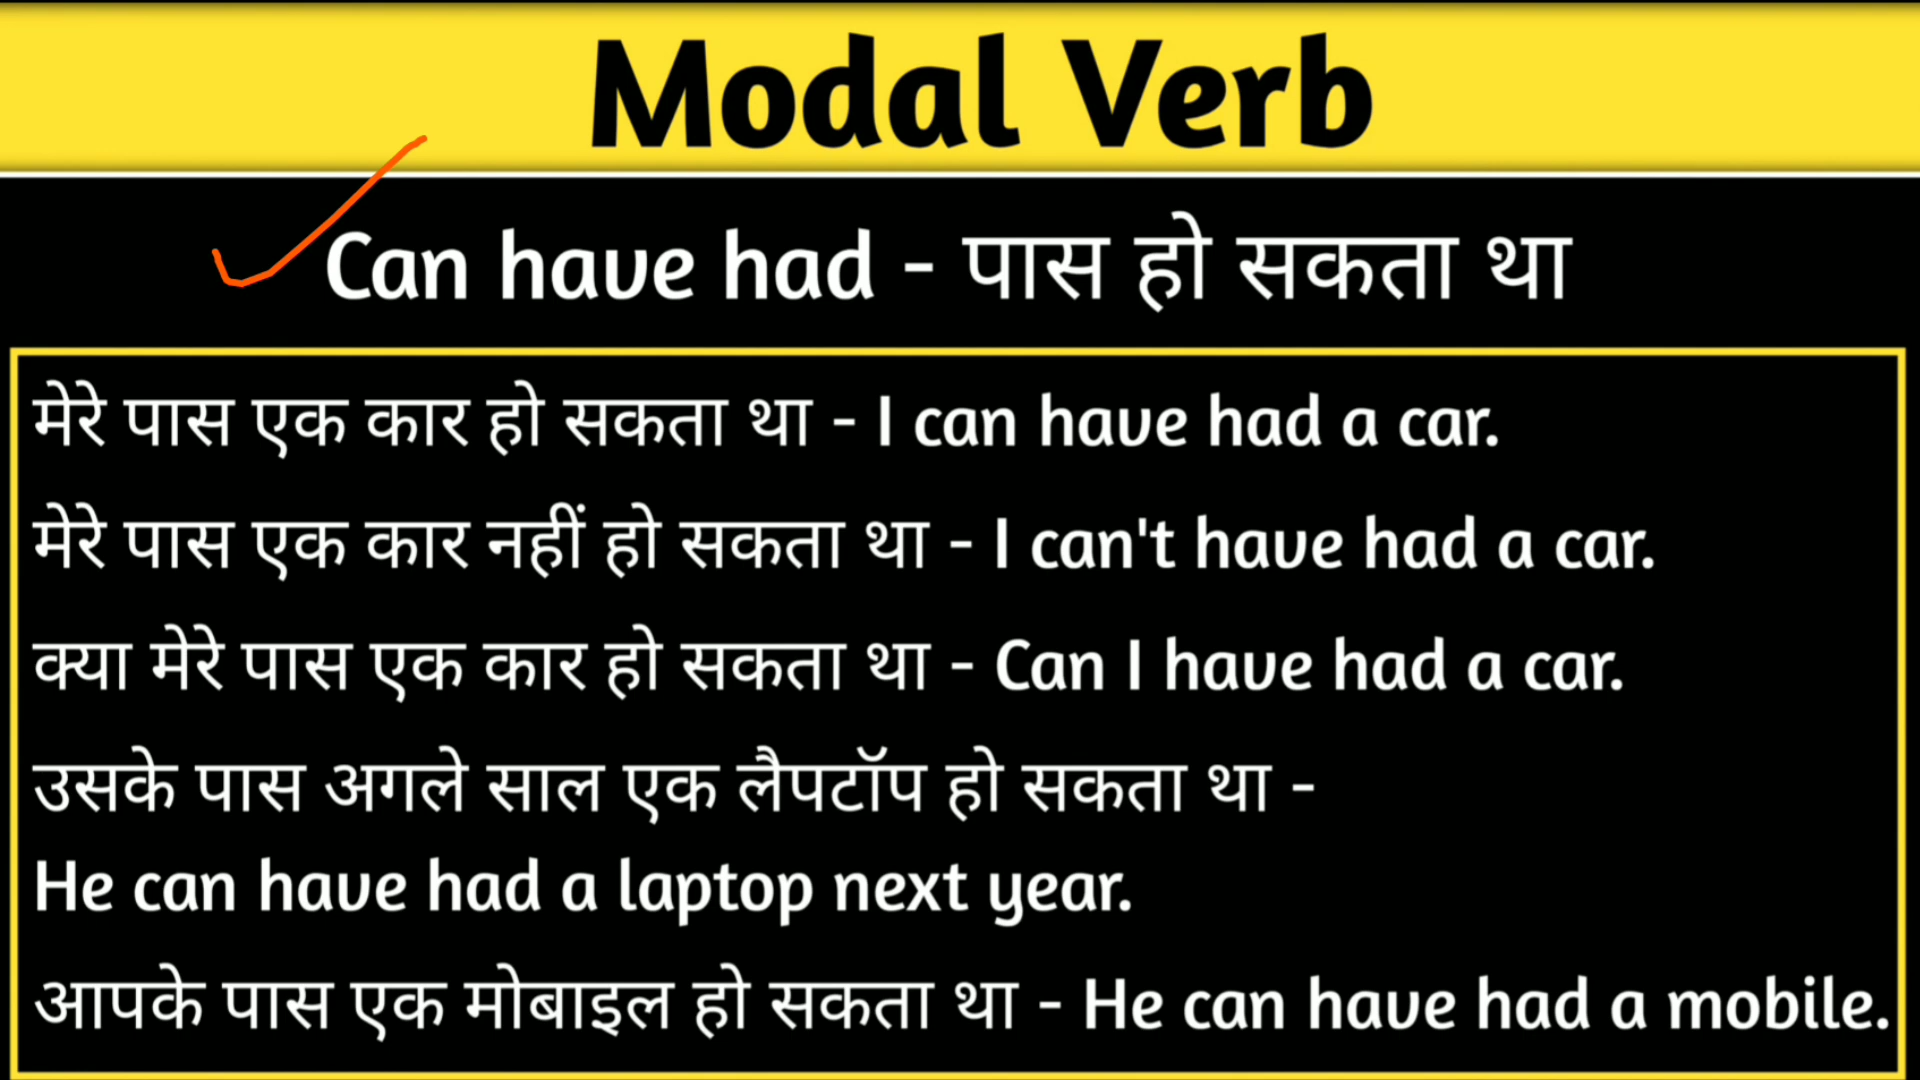 Modal Verb
Can have had - पास हो सकता था
मेरे पास एक कार हो सकता था - I can have had a car.
मेरे पास एक कार नहीं हो सकता था - I can't have had a car.
क्या मेरे पास एक कार हो सकता था - Can I have had a car.
उसके पास अगले साल एक लैपटॉप हो सकता था -
He can have had a laptop next year.
आपके पास एक मोबाइल हो सकता था - He can have had a mobile.